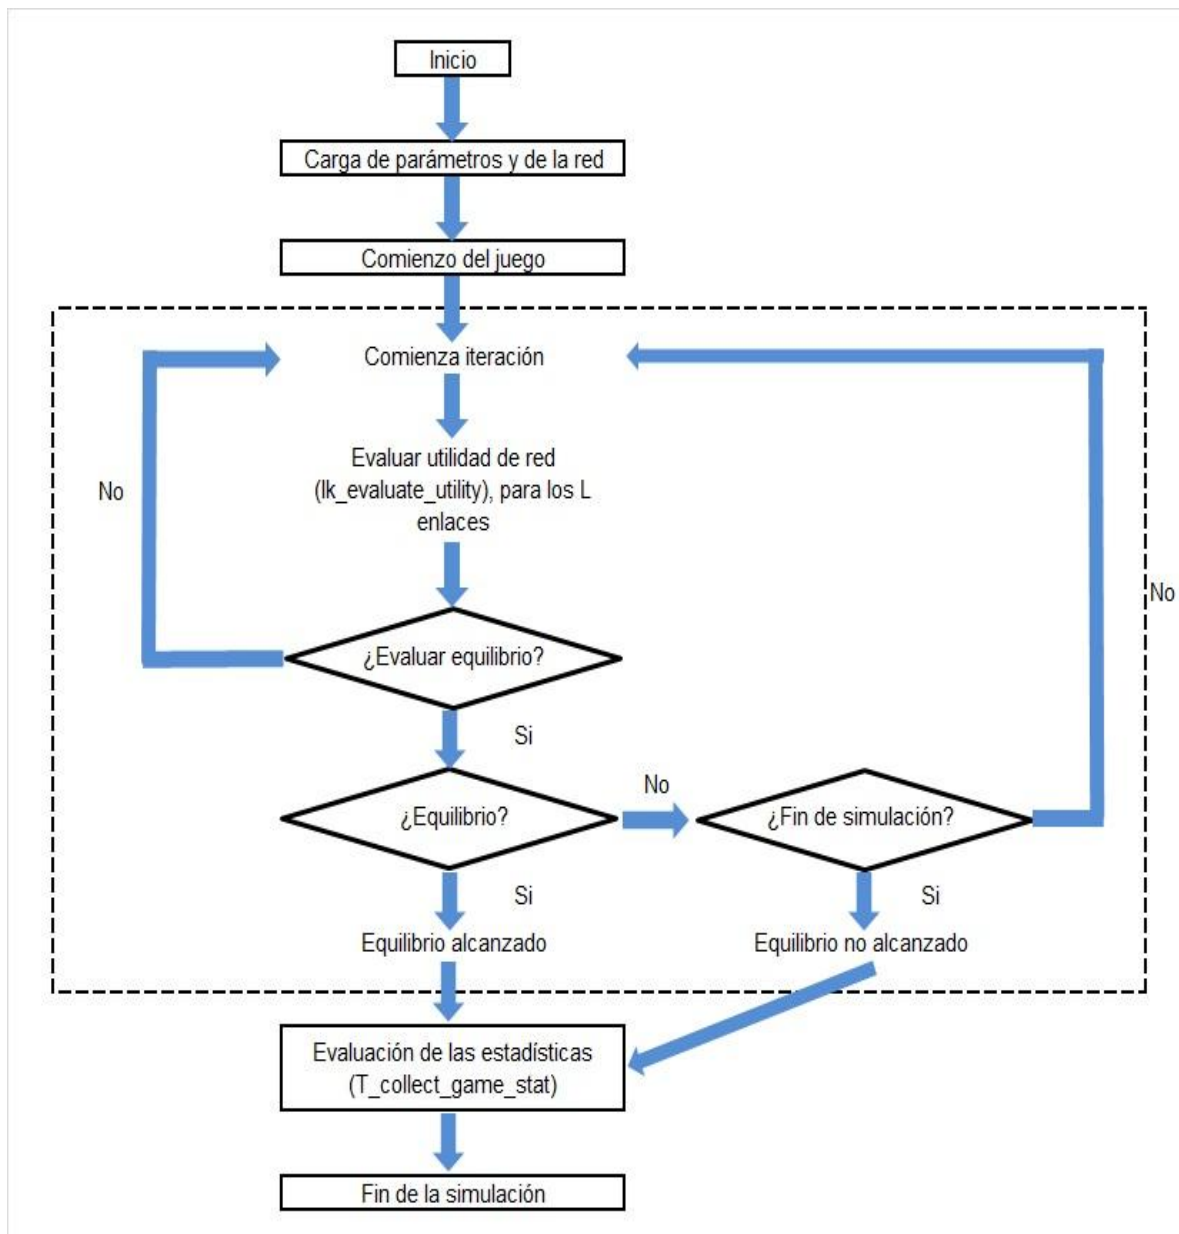 Inicio
Carga de parámetros y de la red
Comienzo del juego
Comienza iteración
Evaluar utilidad de red
(lk_evaluate_utility), para los L
enlaces
No
No
¿Evaluar equilibrio?
Si
¿Equilibrio?
No
¿Fin de simulación?
Si
Si
Equilibrio alcanzado
Equilibrio no alcanzado
Evaluación de las estadísticas
(T_collect_game_stat)
Fin de la simulación